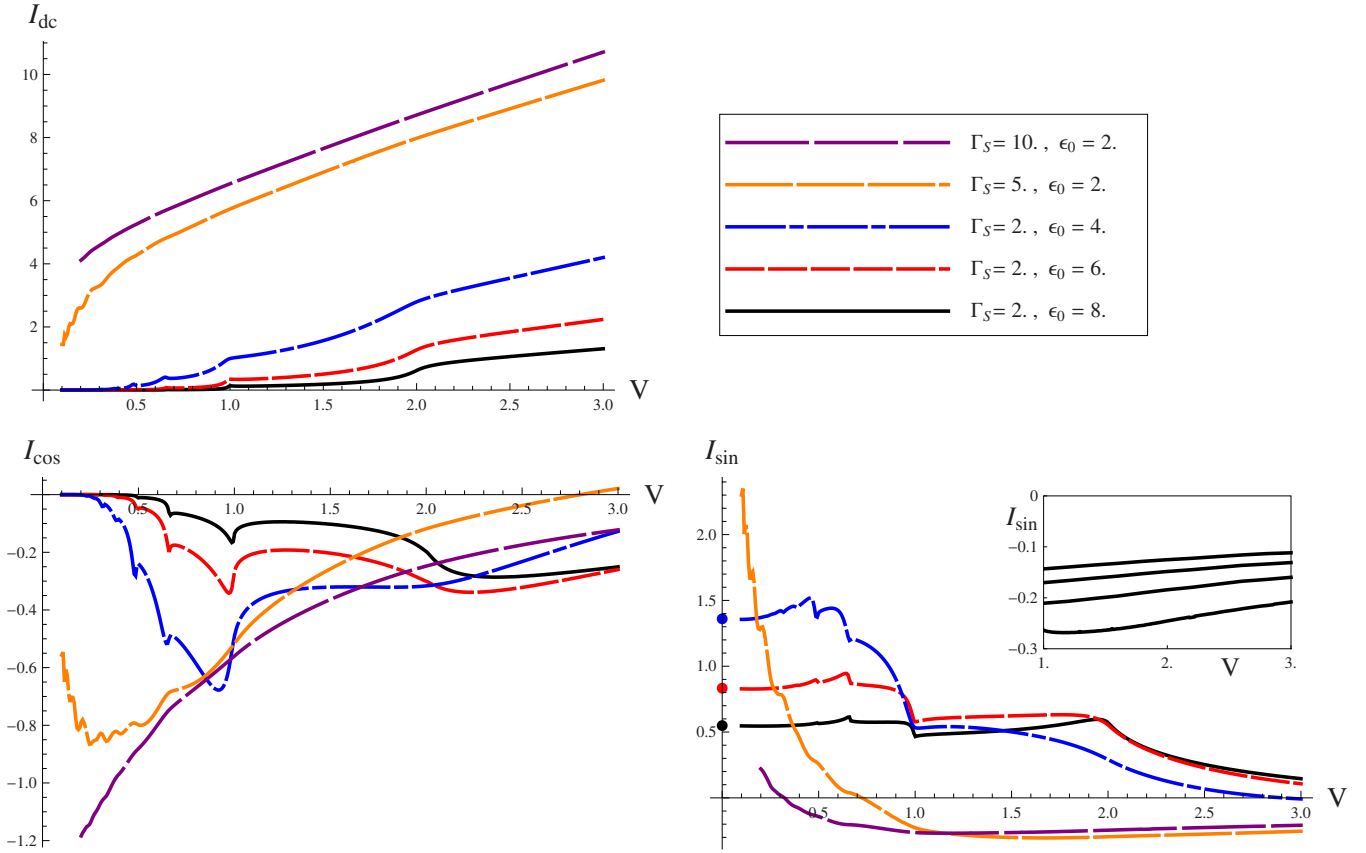 I_dc
10
8
6
4
2
0.5 1.0 1.5 2.0 2.5 3.0 V
Γ_S = 10. , ϵ_0 = 2.
Γ_S = 5. , ϵ_0 = 2.
Γ_S = 2. , ϵ_0 = 4.
Γ_S = 2. , ϵ_0 = 6.
Γ_S = 2. , ϵ_0 = 8.
I_cos
0.5 1.0 1.5 2.0 2.5 3.0 V
−0.2
−0.4
−0.6
−0.8
−1.0
−1.2
I_sin
2.0
1.5
1.0
0.5
0.5 1.0 1.5 2.0 2.5 3.0 V
I_sin
0
−0.1
−0.2
−0.3
1. 2. V 3.